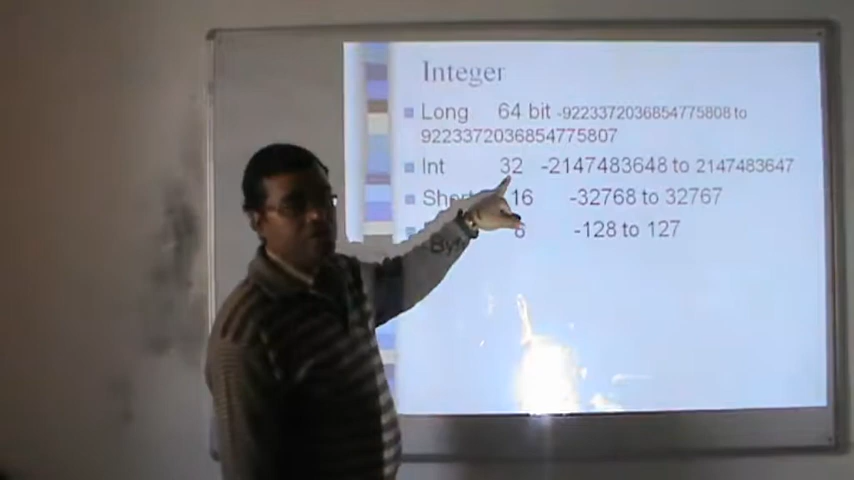 Integer
Long 64 bit -9223372036854775808 to
9223372036854775807
Int 32 -2147483648 to 2147483647
Short 16 -32768 to 32767
-128 to 127